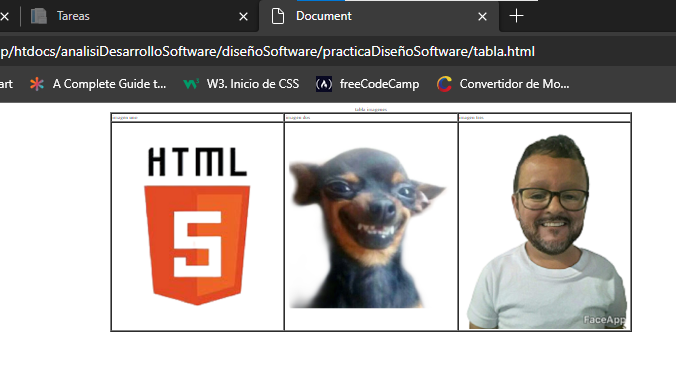 Tareas
Document
p/htdocs/analisiDesarrolloSoftware/diseñoSoftware/practicaDiseñoSoftware/tabla.html
art
A Complete Guide t...
W3. Inicio de CSS
freeCodeCamp
Convertidor de Mo...
tabla imagenes
imagen uno
imagen dos
imagen tres
HTML
5
FaceApp